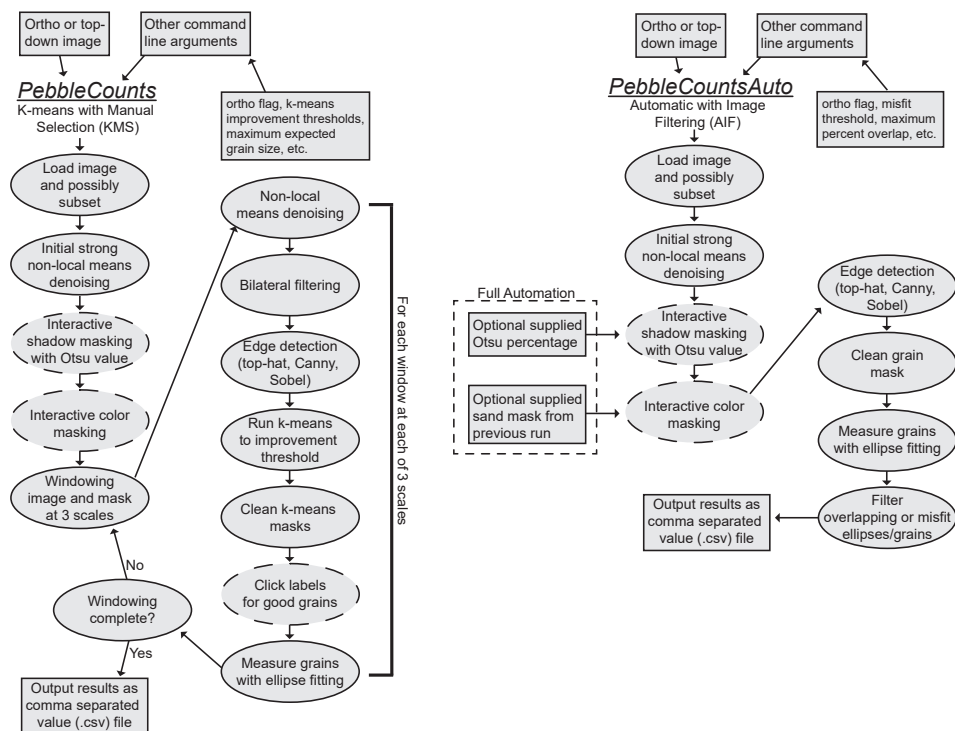 Ortho or top-
down image
Other command
line arguments
PebbleCounts
K-means with Manual
Selection (KMS)
ortho flag, k-means
improvement thresholds,
maximum expected
grain size, etc.
Load image
and possibly
subset
Initial strong
non-local means
denoising
Interactive
shadow masking
with Otsu value
Interactive color
masking
Windowing
image and mask
at 3 scales
No
Windowing
complete?
Yes
Output results as
comma separated
value (.csv) file
Non-local
means denoising
Bilateral filtering
Edge detection
(top-hat, Canny,
Sobel)
Run k-means
to improvement
threshold
Clean k-means
masks
Click labels
for good grains
Measure grains
with ellipse fitting
For each window at each of 3 scales
Ortho or top-
down image
Other command
line arguments
PebbleCountsAuto
Automatic with Image
Filtering (AIF)
ortho flag, misfit
threshold, maximum
percent overlap, etc.
Load image
and possibly
subset
Initial strong
non-local means
denoising
Full Automation
Optional supplied
Otsu percentage
Interactive
shadow masking
with Otsu value
Optional supplied
sand mask from
previous run
Interactive color
masking
Edge detection
(top-hat, Canny,
Sobel)
Clean grain
mask
Measure grains
with ellipse fitting
Filter
overlapping or misfit
ellipses/grains
Output results as
comma separated
value (.csv) file